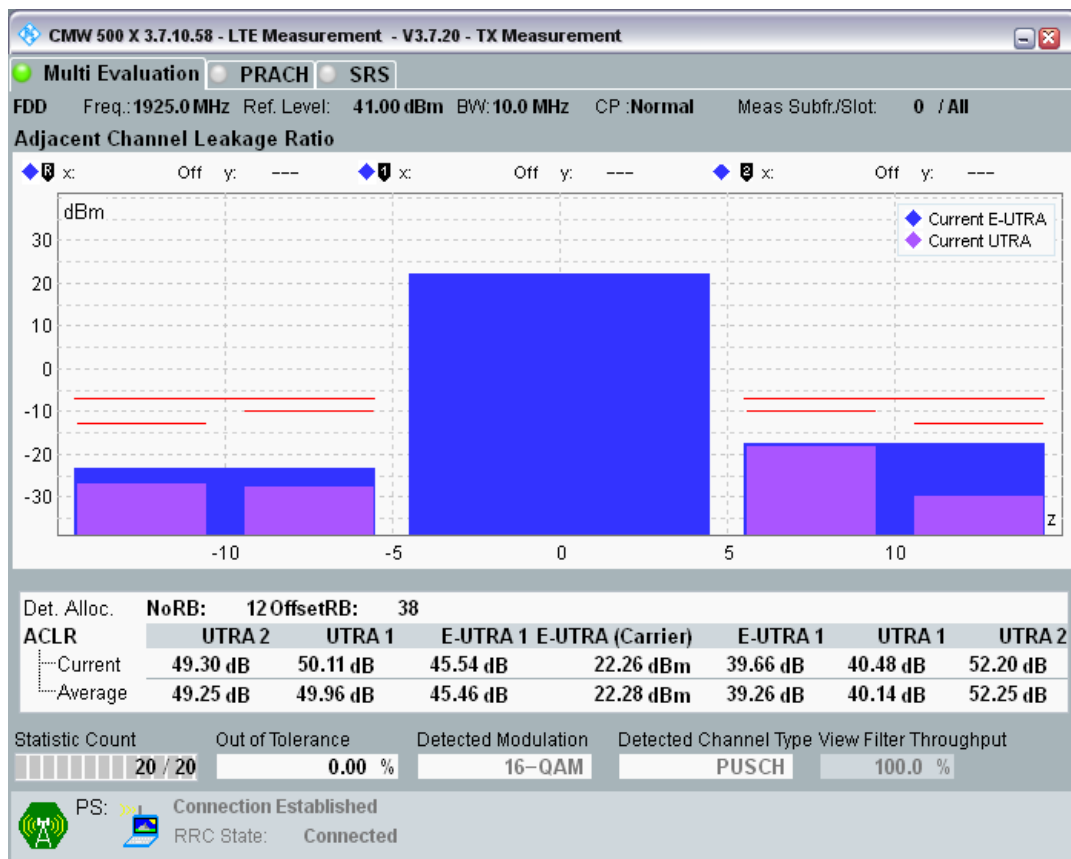 CMW 500 X 3.7.10.58 - LTE Measurement - V3.7.20 - TX Measurement
Multi Evaluation PRACH SRS
FDD Freq.: 1925.0 MHz Ref. Level: 41.00 dBm BW: 10.0 MHz CP :Normal Meas Subfr./Slot: 0 / All
Adjacent Channel Leakage Ratio
R x: Off y: --- 1 x: Off y: --- 2 x: Off y: ---
dBm
Current E-UTRA
Current UTRA
30
20
10
0
-10
-20
-30
z
-10 -5 0 5 10
Det. Alloc. NoRB: 12 OffsetRB: 38
ACLR UTRA 2 UTRA 1 E-UTRA 1 E-UTRA (Carrier) E-UTRA 1 UTRA 1 UTRA 2
Current 49.30 dB 50.11 dB 45.54 dB 22.26 dBm 39.66 dB 40.48 dB 52.20 dB
Average 49.25 dB 49.96 dB 45.46 dB 22.28 dBm 39.26 dB 40.14 dB 52.25 dB
Statistic Count Out of Tolerance Detected Modulation Detected Channel Type View Filter Throughput
20 / 20 0.00 % 16-QAM PUSCH 100.0 %
PS: Connection Established
RRC State: Connected